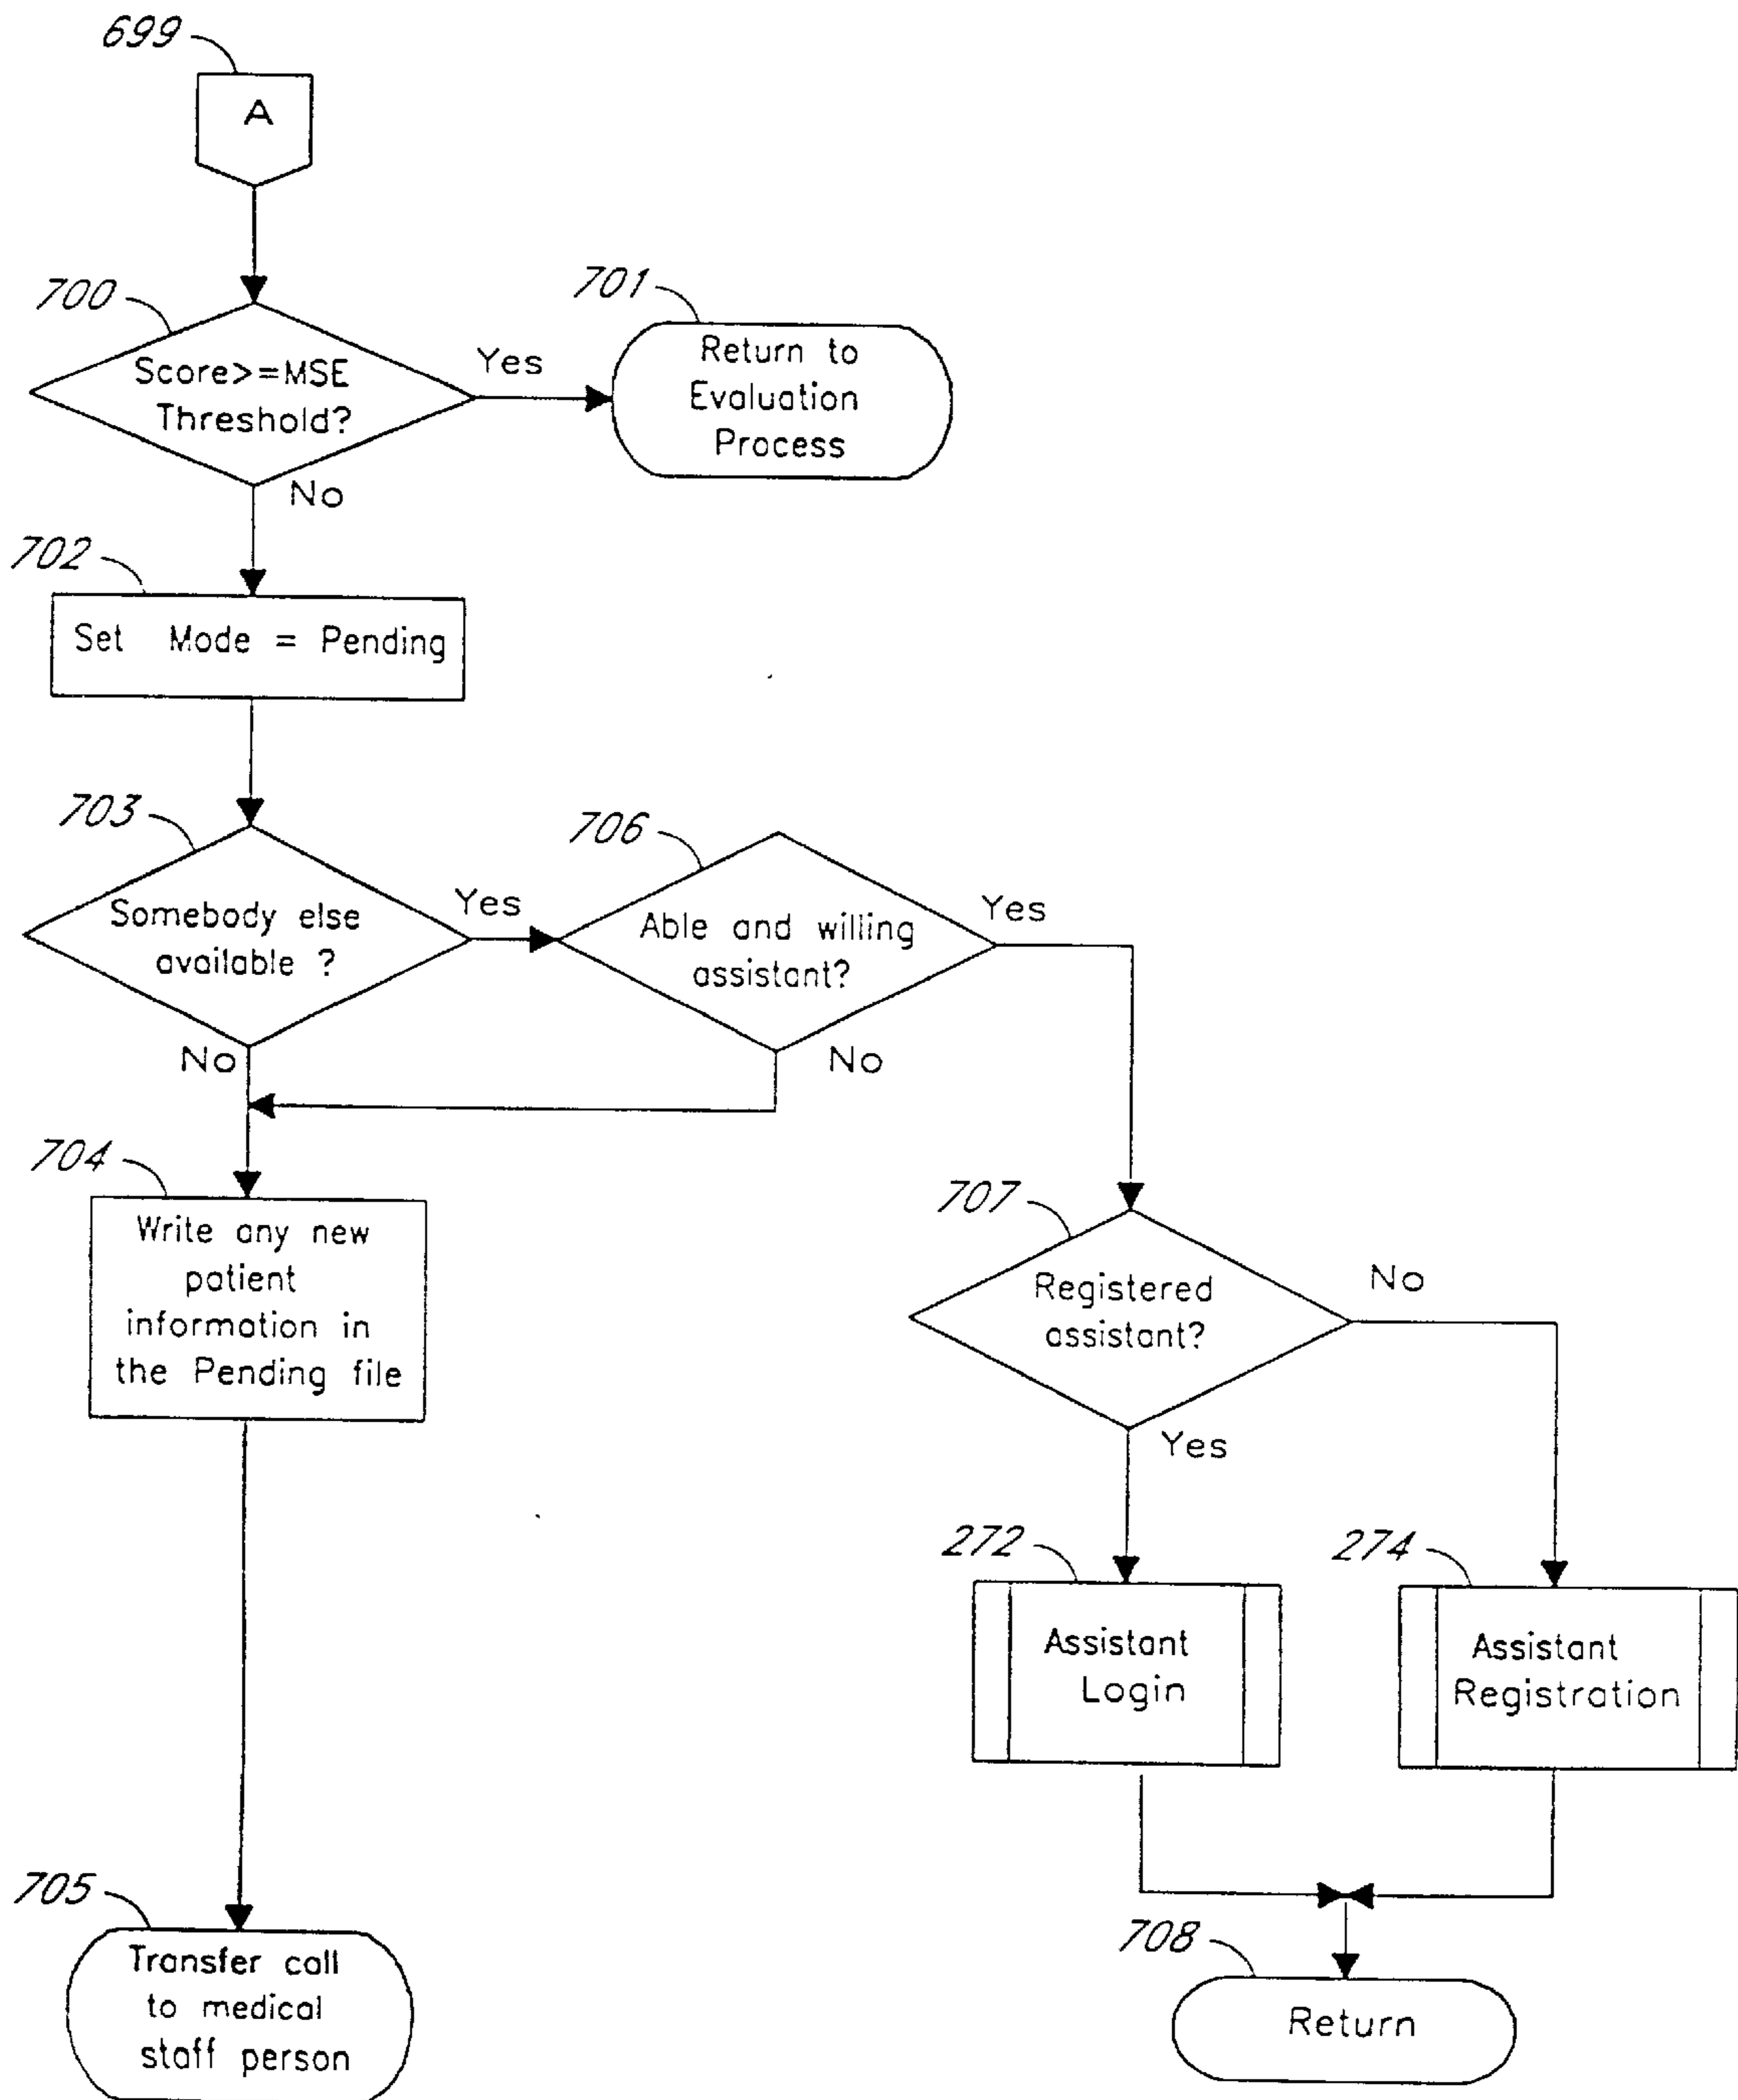 699
A
700
Score>=MSE
Threshold?
Yes
No
701
Return to
Evaluation
Process
702
Set Mode = Pending
703
Somebody else
available ?
Yes
No
706
Able and willing
assistant?
Yes
No
704
Write any new
patient
information in
the Pending file
707
Registered
assistant?
No
Yes
272
Assistant
Login
274
Assistant
Registration
705
Transfer call
to medical
staff person
708
Return